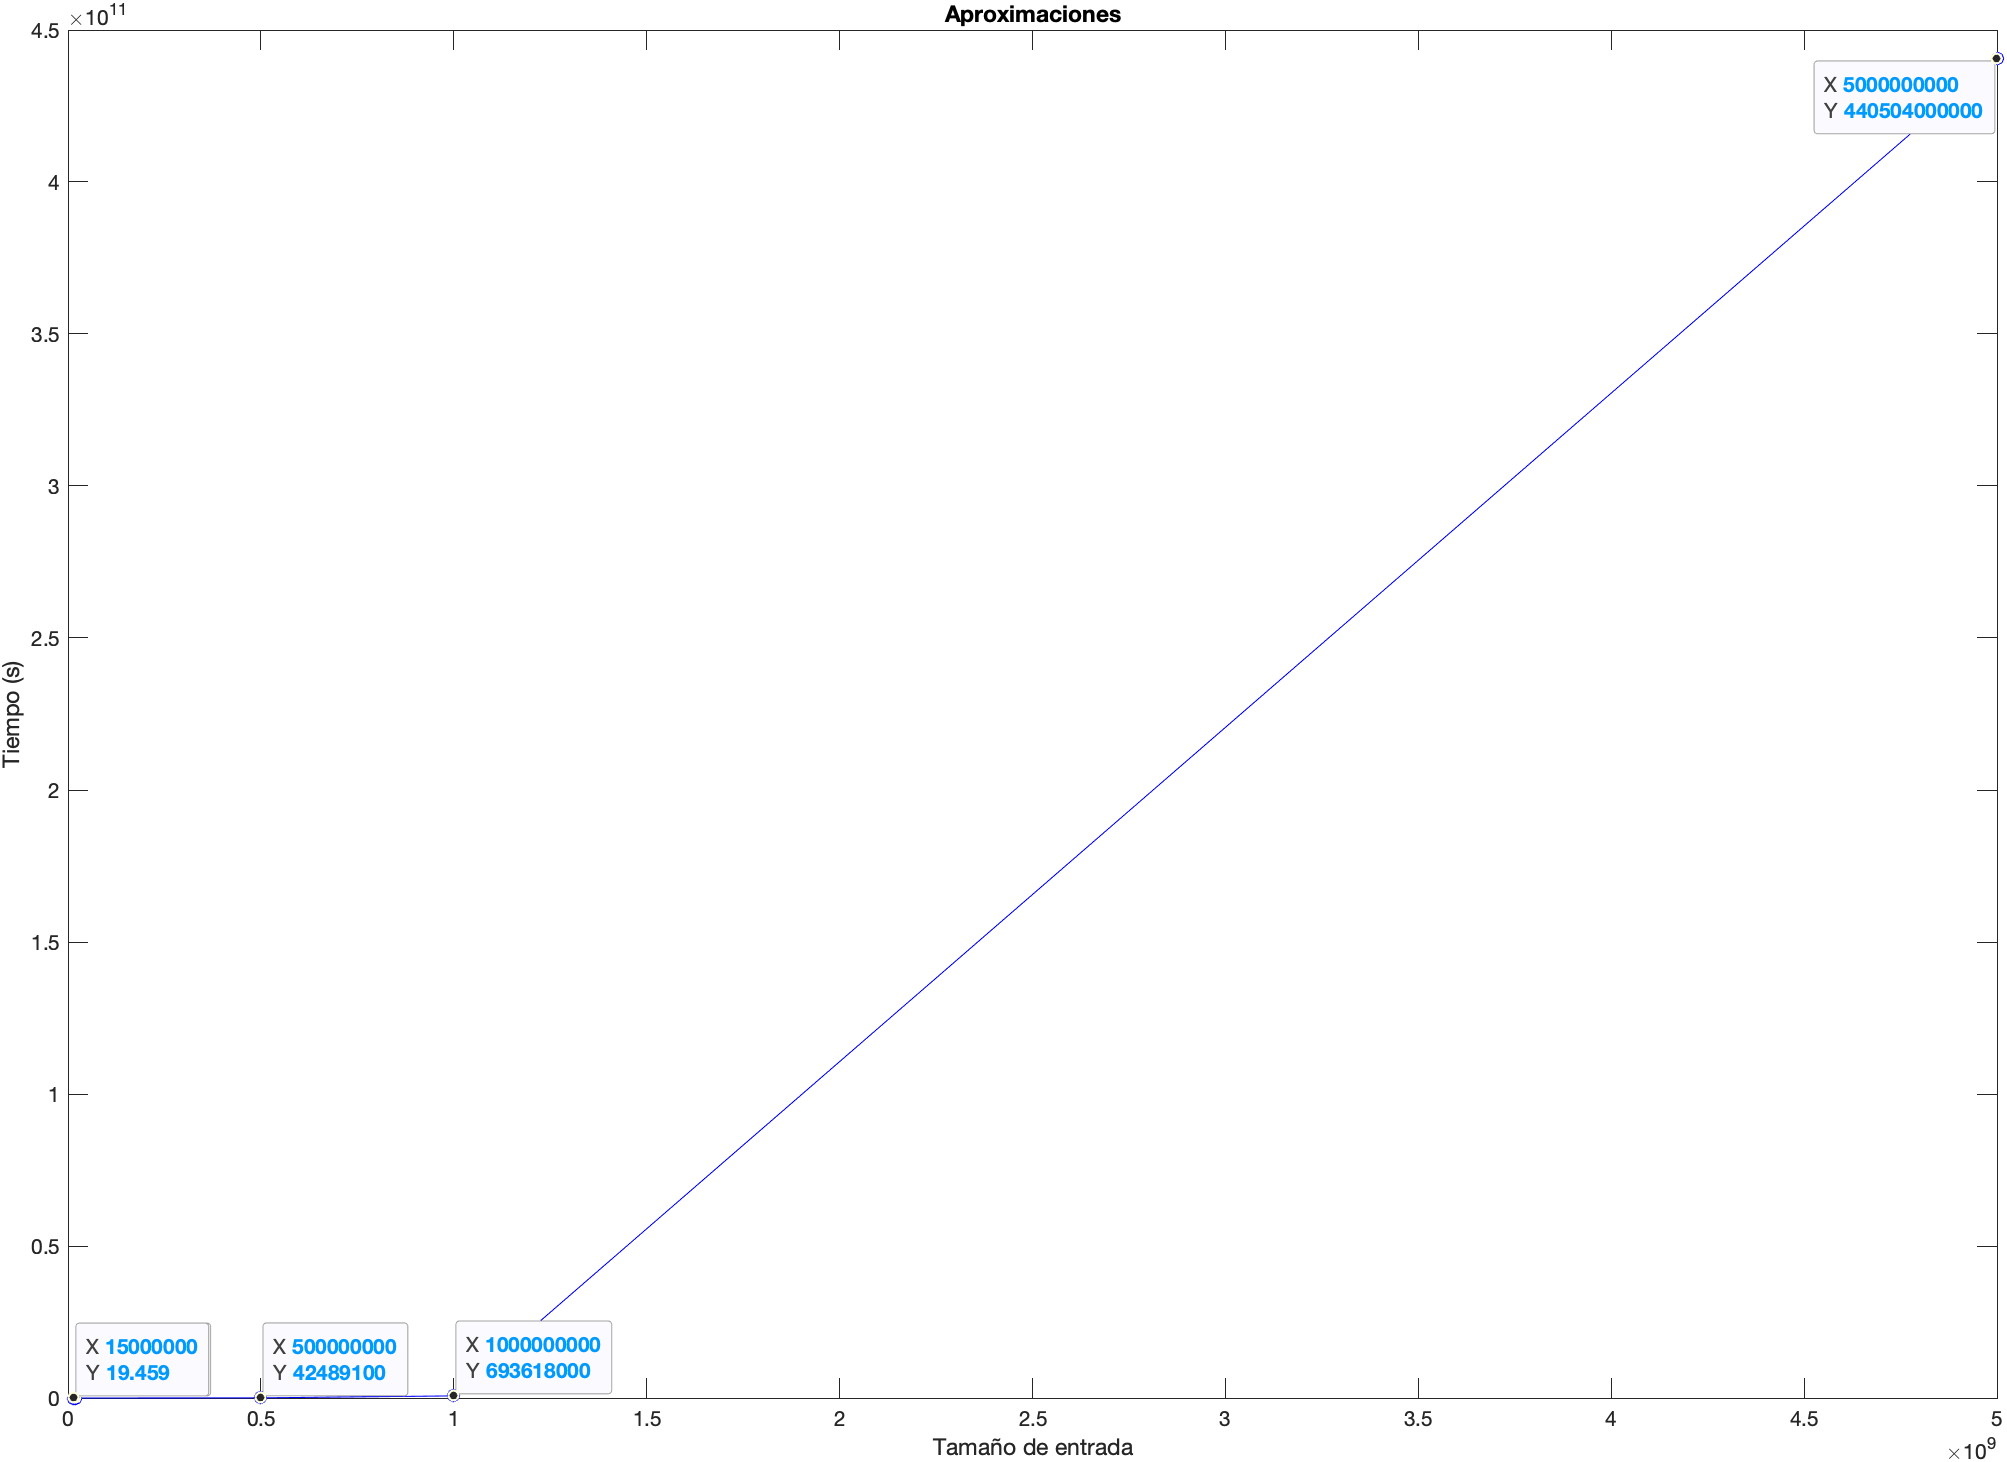 Aproximaciones
×10^11
4.5
4
3.5
3
2.5
2
1.5
1
0.5
0
Tiempo (s)
X 5000000000
Y 440504000000
X 15000000
Y 19.459
X 500000000
Y 42489100
X 1000000000
Y 693618000
0 0.5 1 1.5 2 2.5 3 3.5 4 4.5 5
Tamaño de entrada
×10^9